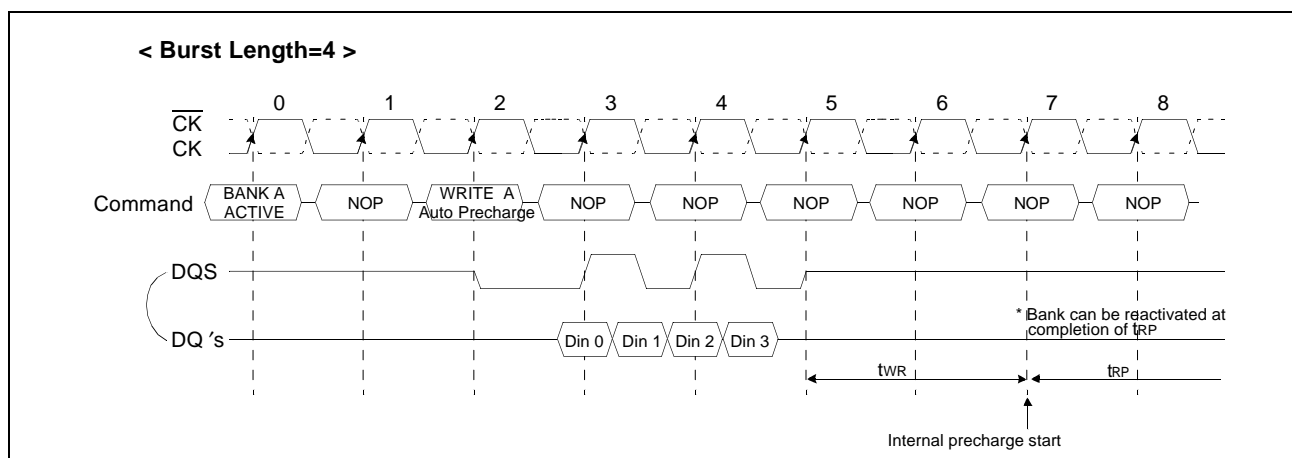 < Burst Length=4 >
0 1 2 3 4 5 6 7 8
CK
CK
Command
BANK A
ACTIVE
NOP
WRITE A
Auto Precharge
NOP
NOP
NOP
NOP
NOP
NOP
DQS
DQ ′s
Din 0
Din 1
Din 2
Din 3
* Bank can be reactivated at
completion of tRP
tWR
tRP
Internal precharge start